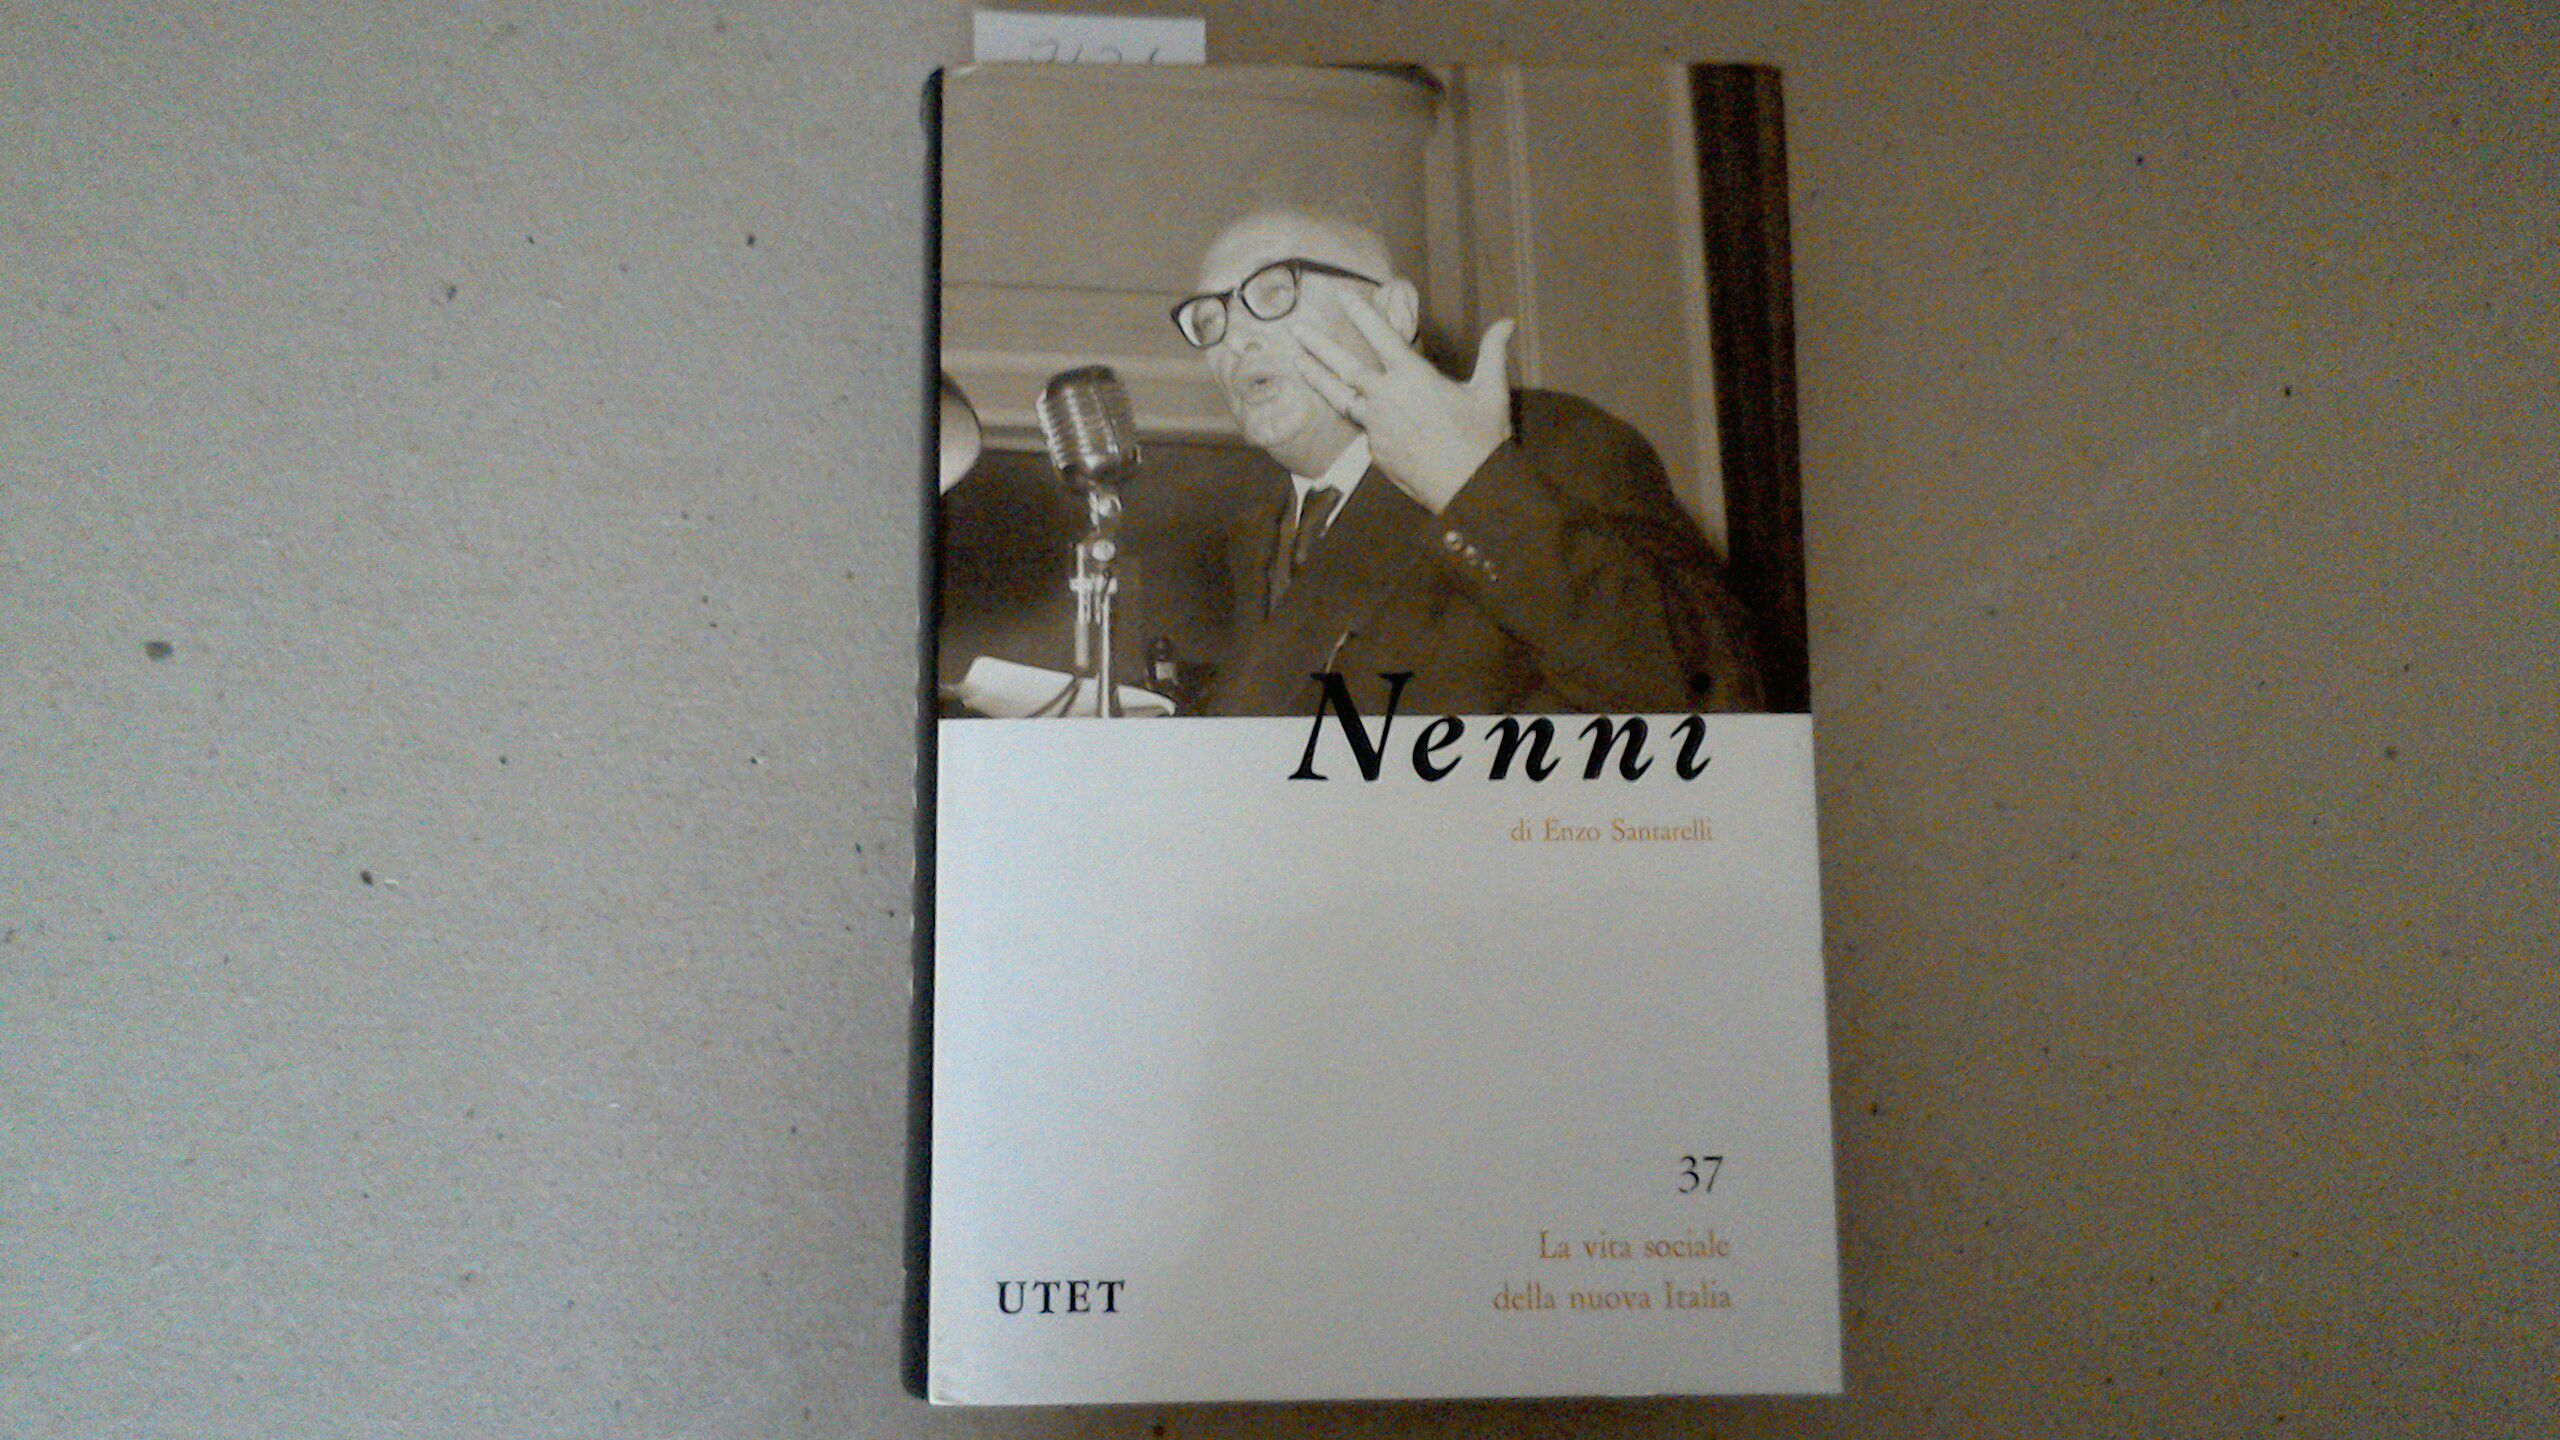 Nenni
di Enzo Santarelli
37
La vita sociale
della nuova Italia
UTET